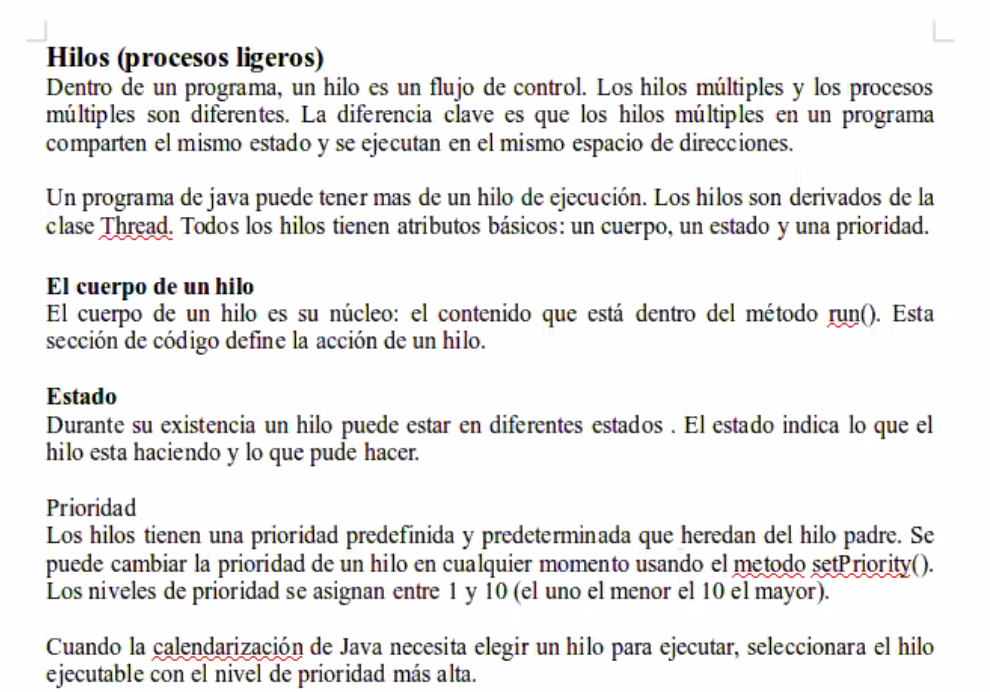 Hilos (procesos ligeros)
Dentro de un programa, un hilo es un flujo de control. Los hilos múltiples y los procesos
múltiples son diferentes. La diferencia clave es que los hilos múltiples en un programa
comparten el mismo estado y se ejecutan en el mismo espacio de direcciones.
Un programa de java puede tener mas de un hilo de ejecución. Los hilos son derivados de la
clase Thread. Todos los hilos tienen atributos básicos: un cuerpo, un estado y una prioridad.
El cuerpo de un hilo
El cuerpo de un hilo es su núcleo: el contenido que está dentro del método run(). Esta
sección de código define la acción de un hilo.
Estado
Durante su existencia un hilo puede estar en diferentes estados . El estado indica lo que el
hilo esta haciendo y lo que pude hacer.
Prioridad
Los hilos tienen una prioridad predefinida y predeterminada que heredan del hilo padre. Se
puede cambiar la prioridad de un hilo en cualquier momento usando el metodo setPriority().
Los niveles de prioridad se asignan entre 1 y 10 (el uno el menor el 10 el mayor).
Cuando la calendarización de Java necesita elegir un hilo para ejecutar, seleccionara el hilo
ejecutable con el nivel de prioridad más alta.